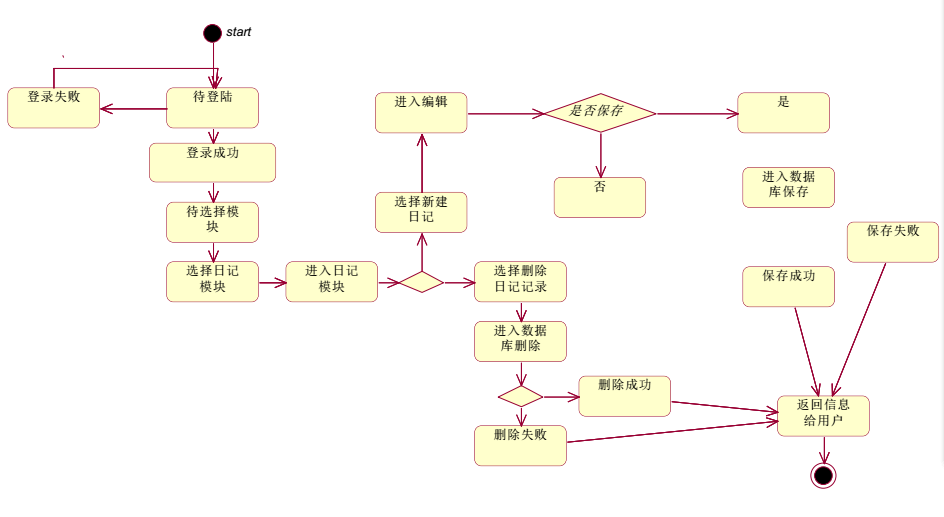 start
登录失败
待登陆
登录成功
待选择模
块
选择日记
模块
进入日记
模块
选择新建
日记
进入编辑
是否保存
是
否
进入数据
库保存
保存失败
保存成功
选择删除
日记记录
进入数据
库删除
删除成功
删除失败
返回信息
给用户